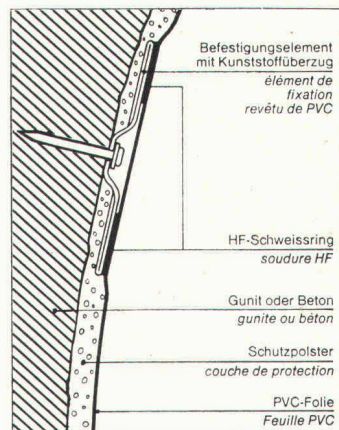 Befestigungselement
mit Kunststoffüberzug
élément de
fixation
revêtu de PVC
HF-Schweissring
soudure HF
Gunit oder Beton
gunite ou béton
Schutzpolster
couche de protection
PVC-Folie
Feuille PVC